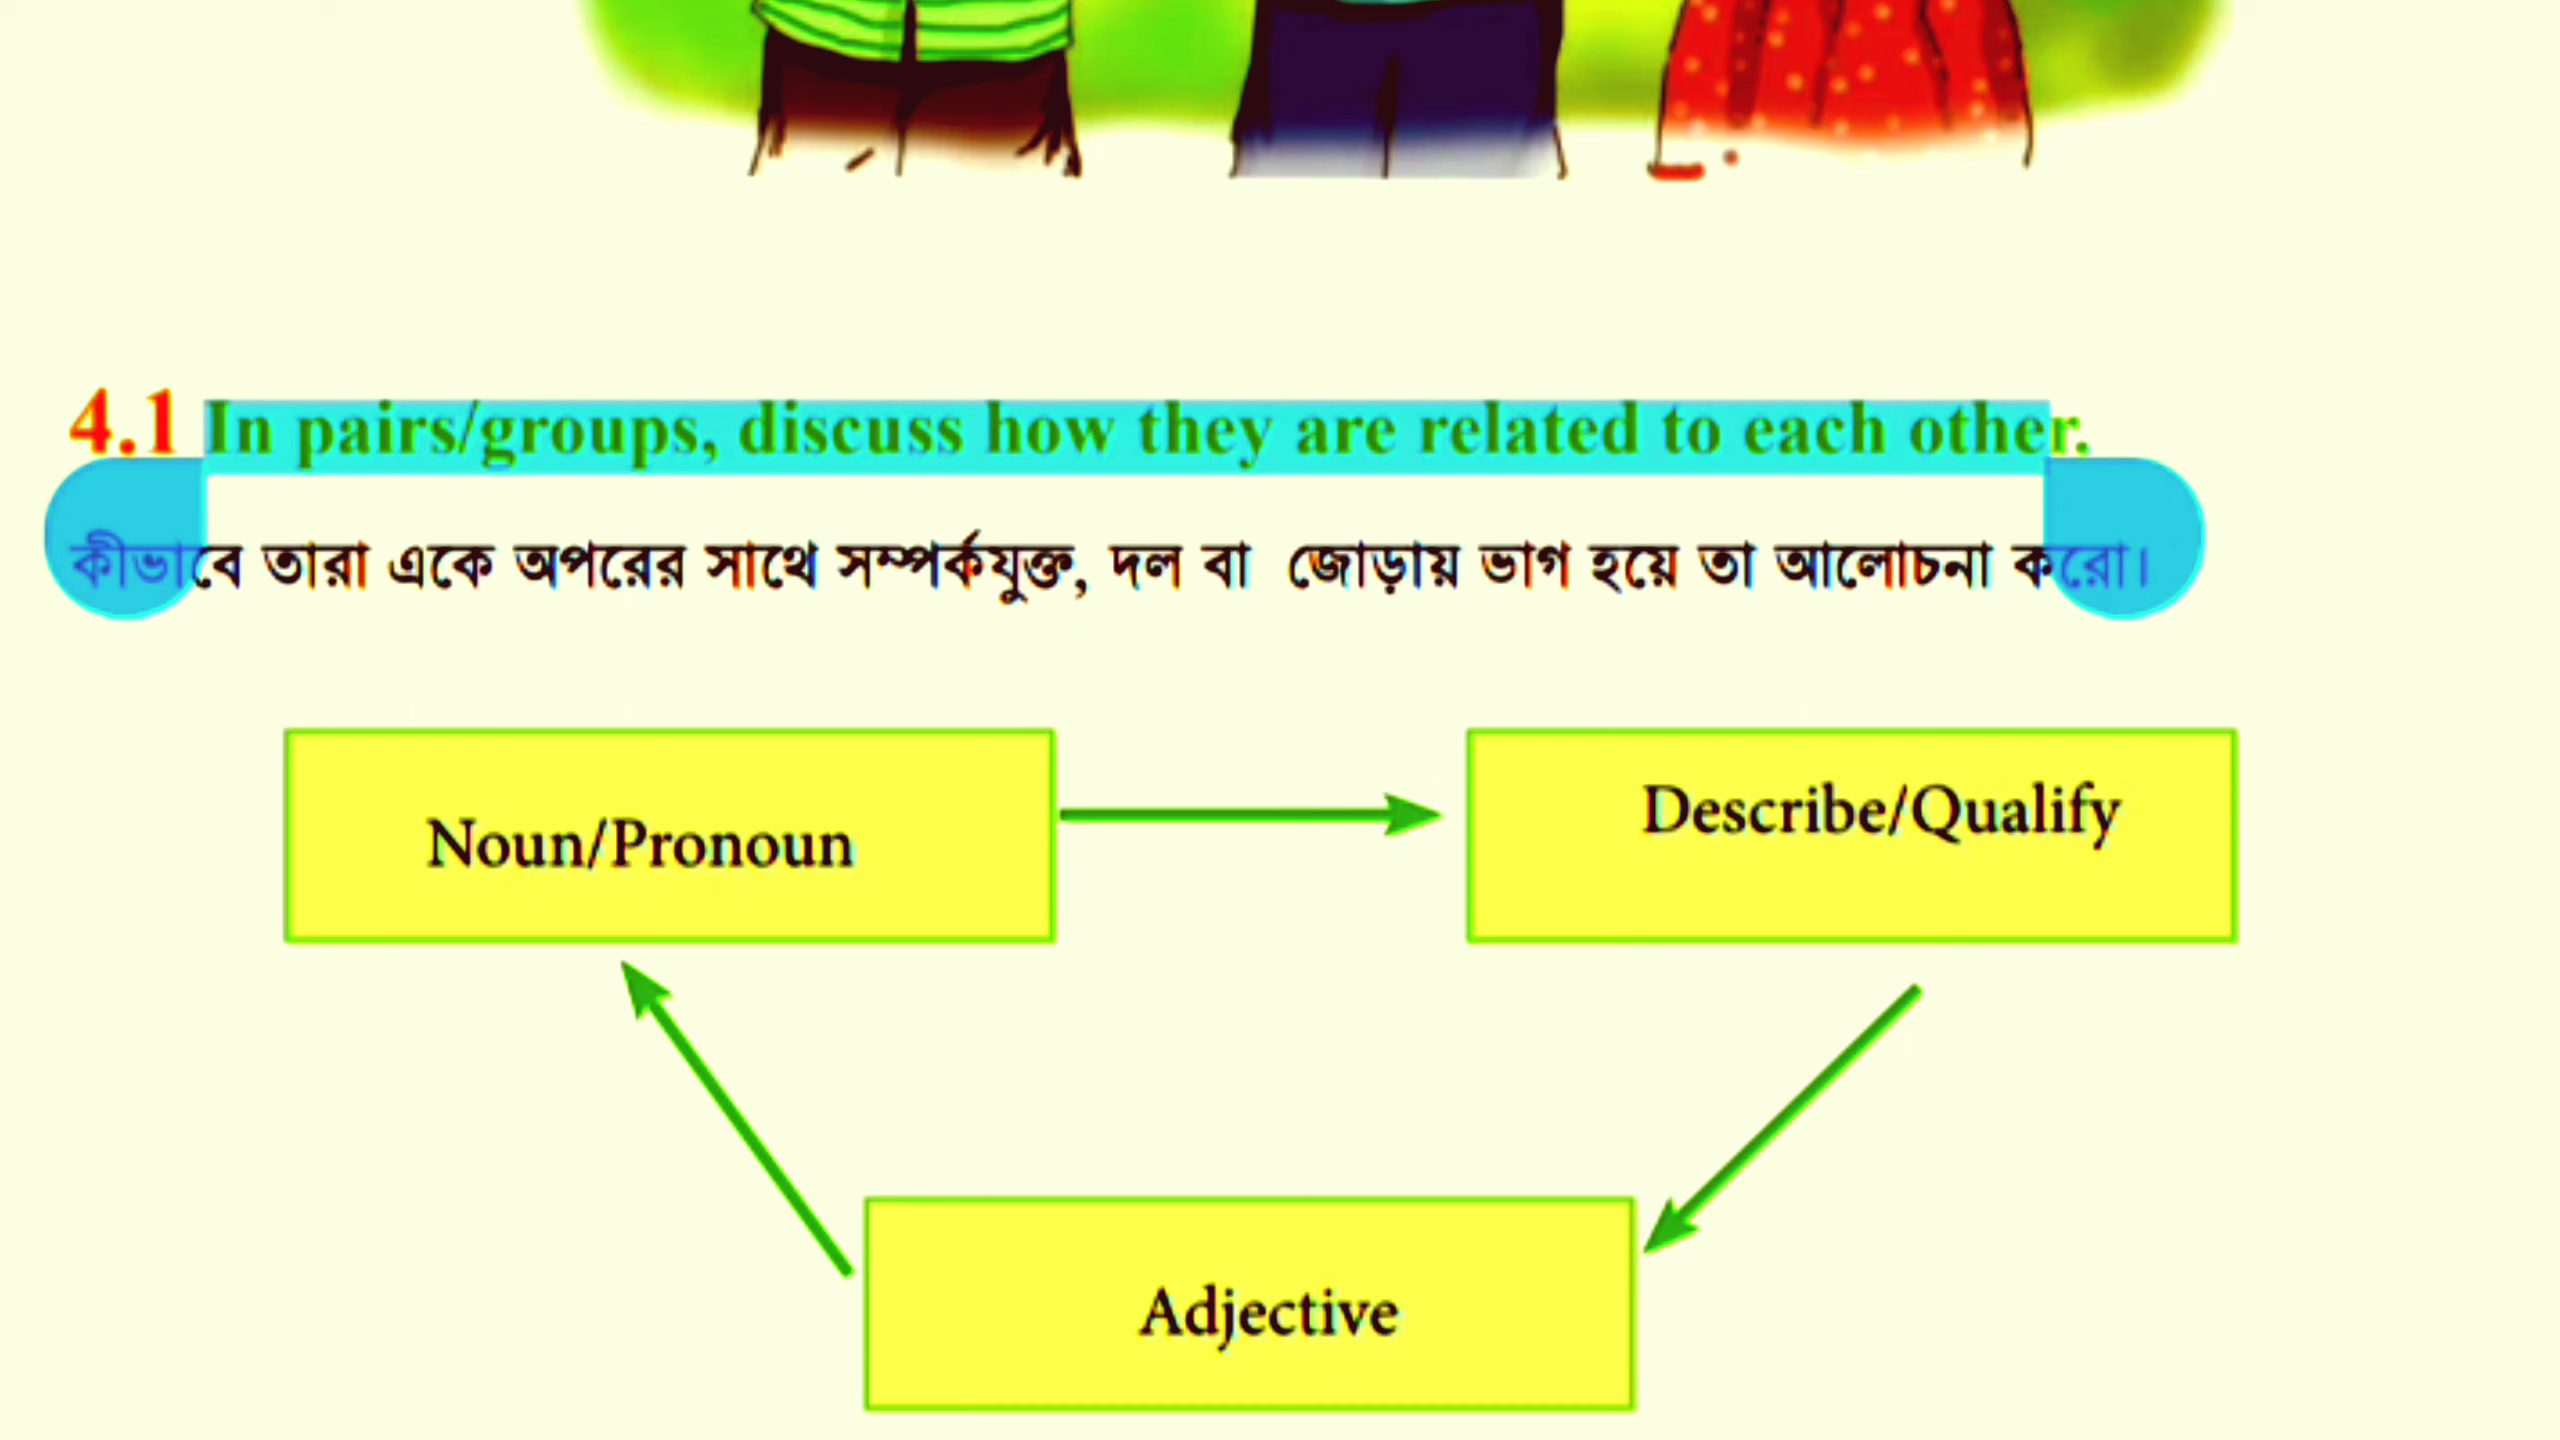 4.1 In pairs/groups, discuss how they are related to each other.
কীভাবে তারা একে অপরের সাথে সম্পর্কযুক্ত, দল বা জোড়ায় ভাগ হয়ে তা আলোচনা করো।
Noun/Pronoun
Describe/Qualify
Adjective